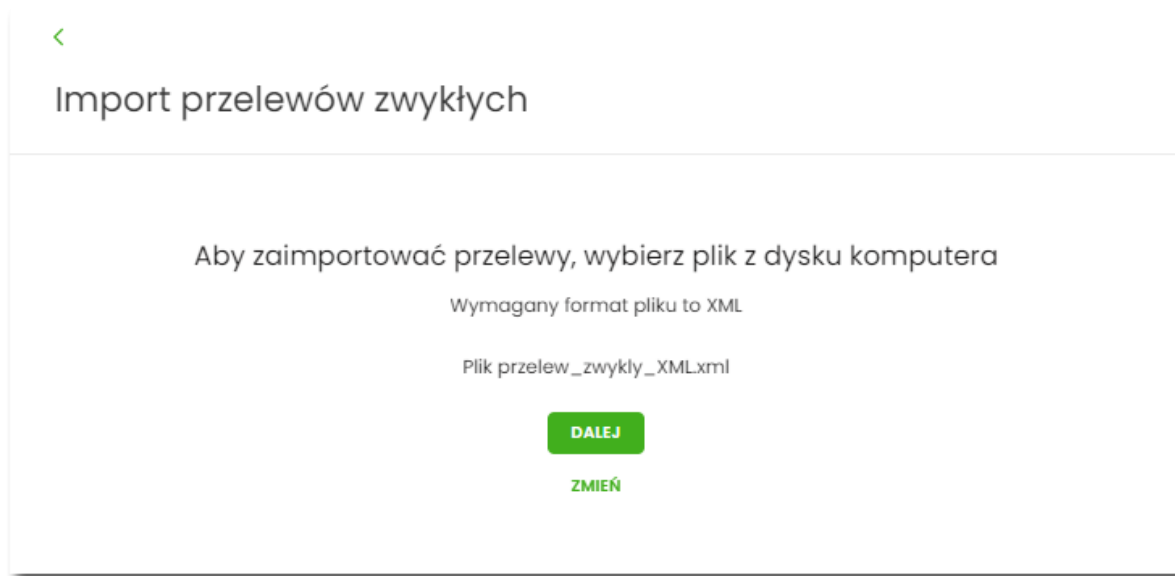 Import przelewów zwykłych
Aby zaimportować przelewy, wybierz plik z dysku komputera
Wymagany format pliku to XML
Plik przelew_zwykly_XML.xml
DALEJ
ZMIEŃ